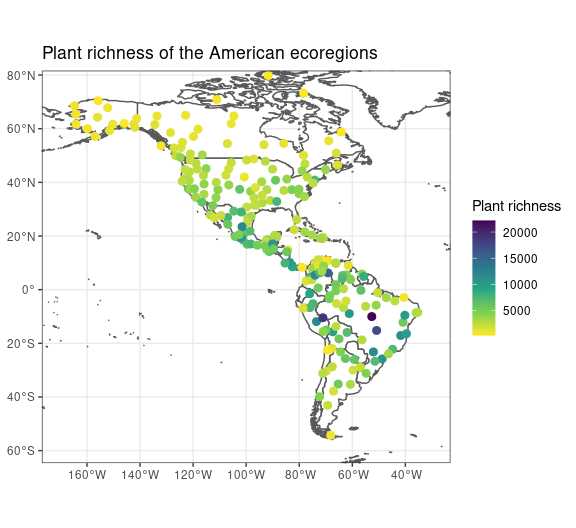 Plant richness of the American ecoregions
80°N
60°N
40°N
20°N
0°
20°S
40°S
60°S
160°W 140°W 120°W 100°W 80°W 60°W 40°W
Plant richness
20000
15000
10000
5000